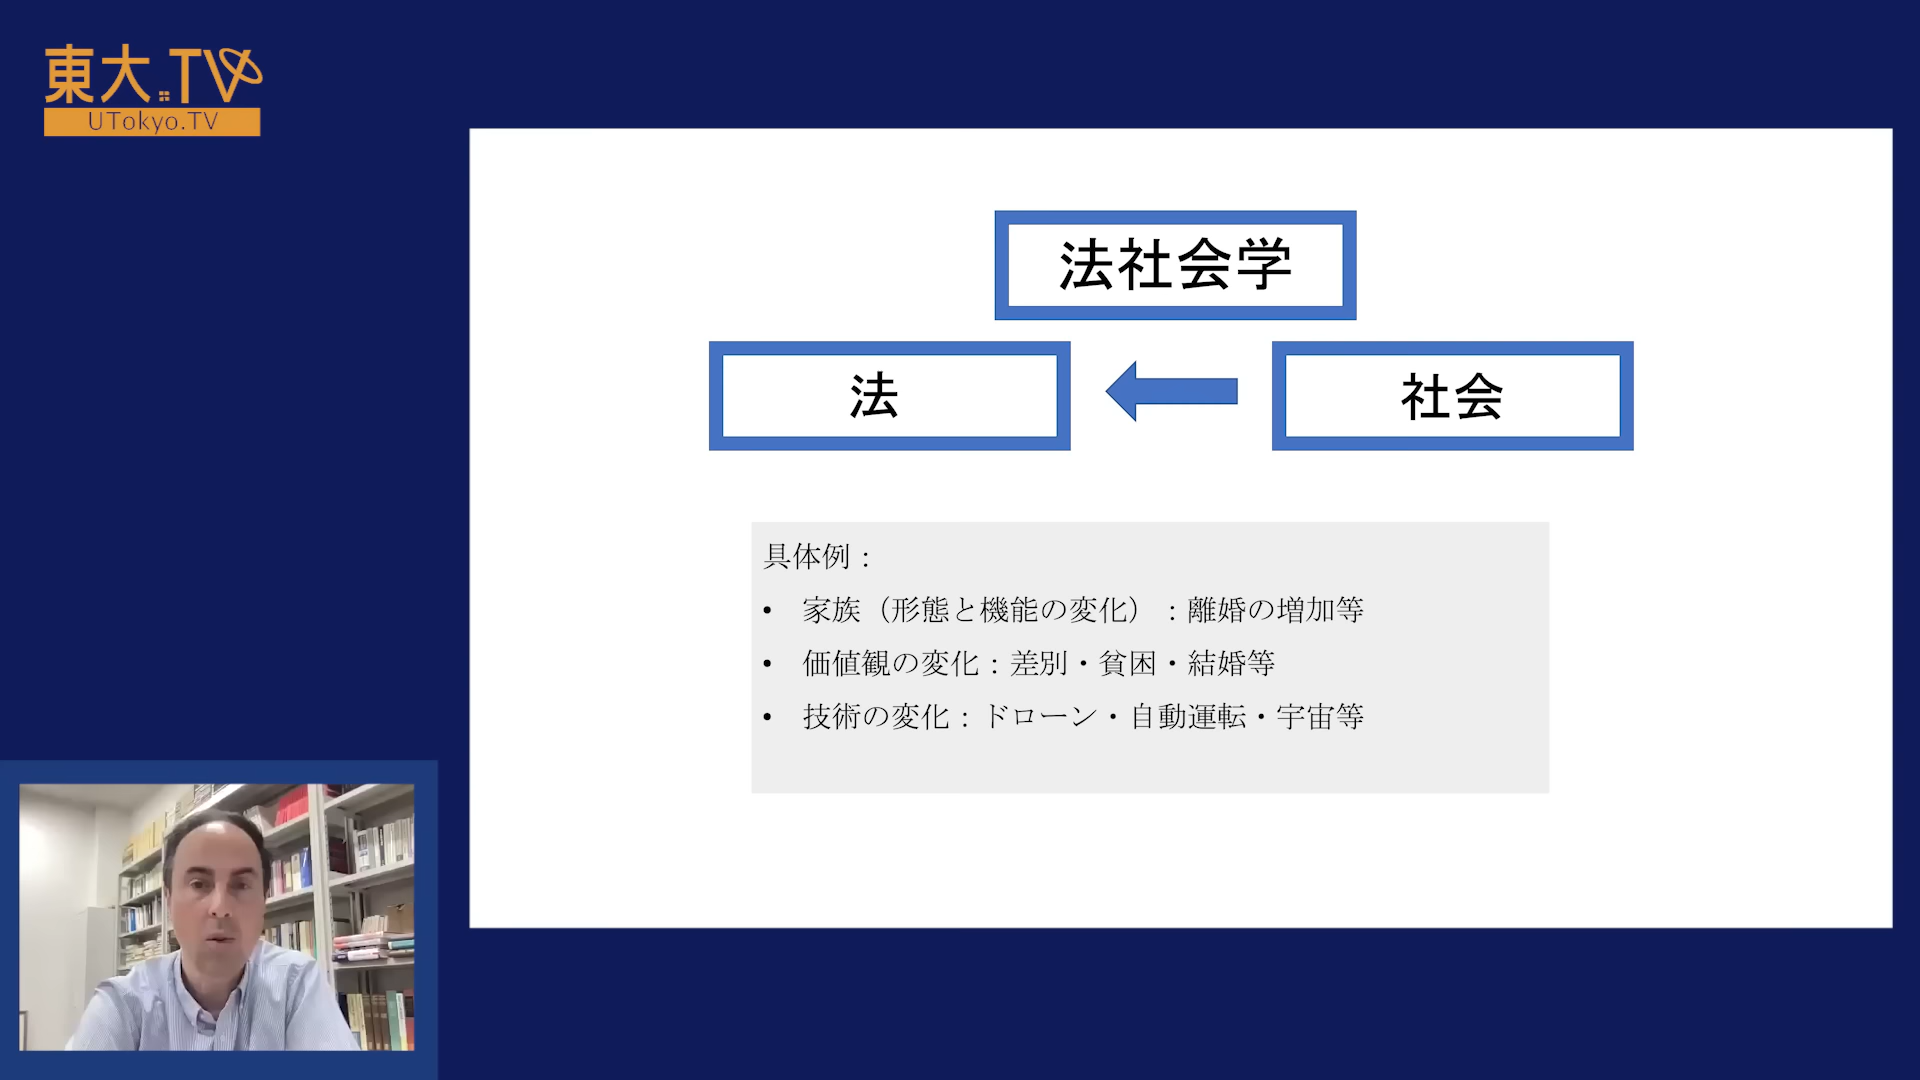 東大.TV
UTokyo.TV
法社会学
法
社会
具体例：
• 家族（形態と機能の変化）：離婚の増加等
• 価値観の変化：差別・貧困・結婚等
• 技術の変化：ドローン・自動運転・宇宙等